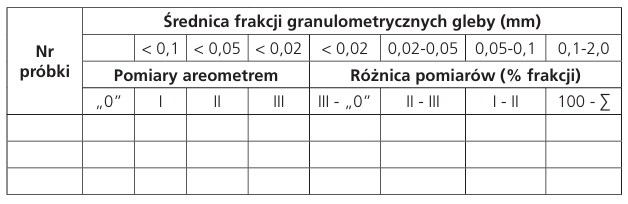 Średnica frakcji granulometrycznych gleby (mm)
Nr próbki
< 0,1 < 0,05 < 0,02 < 0,02 0,02-0,05 0,05-0,1 0,1-2,0
Pomiary areometrem Różnica pomiarów (% frakcji)
„0” I II III III - „0” II - III I - II 100 - ∑